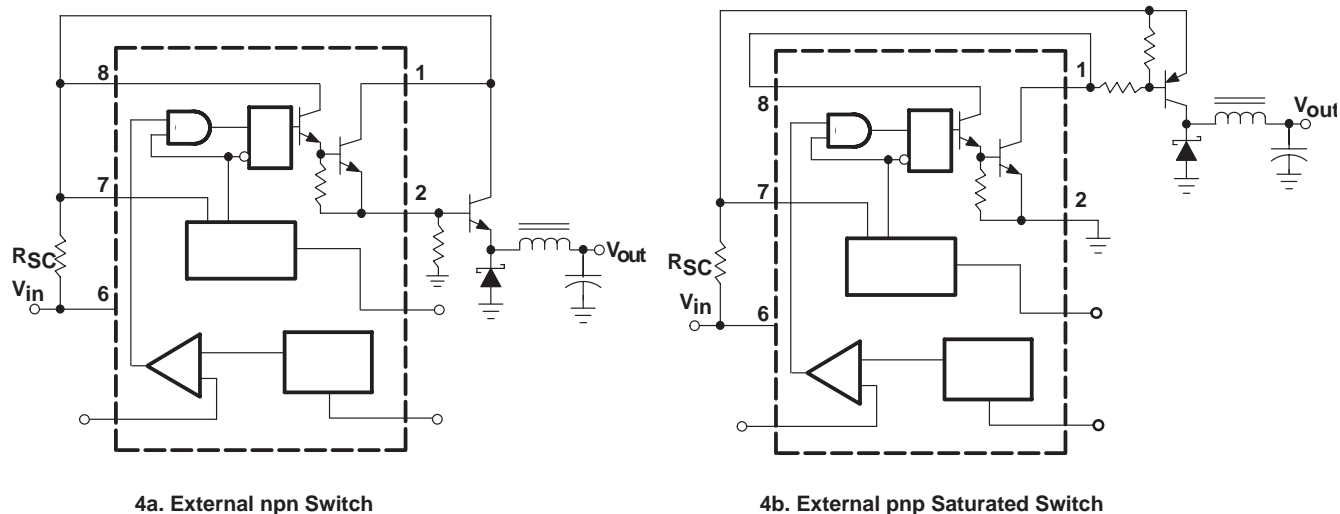 8
1
7
2
RSC
Vin
6
Vout
4a. External npn Switch
1
8
7
2
RSC
Vin
6
Vout
4b. External pnp Saturated Switch